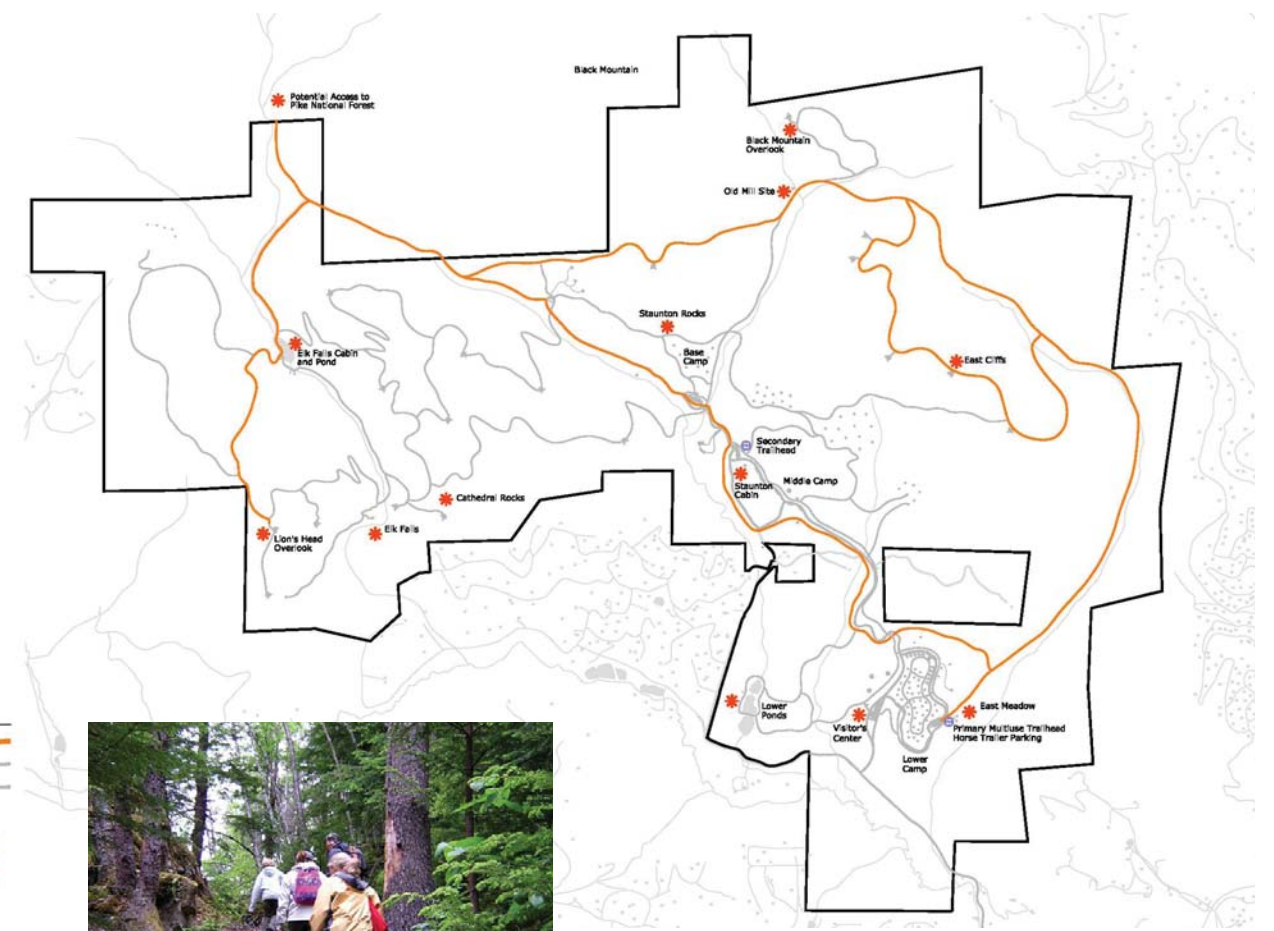 Black Mountain
Potential Access to
Pike National Forest
Black Mountain
Overlook
Old Mill Site
Staunton Rocks
Base
Camp
Elk Falls Cabin
and Pond
East Cliffs
Secondary
Trailhead
Staunton
Cabin
Middle Camp
Cathedral Rocks
Elk Falls
Lion's Head
Overlook
Lower
Ponds
Visitor's
Center
East Meadow
Primary Multiuse Trailhead
Horse Trailer Parking
Lower
Camp